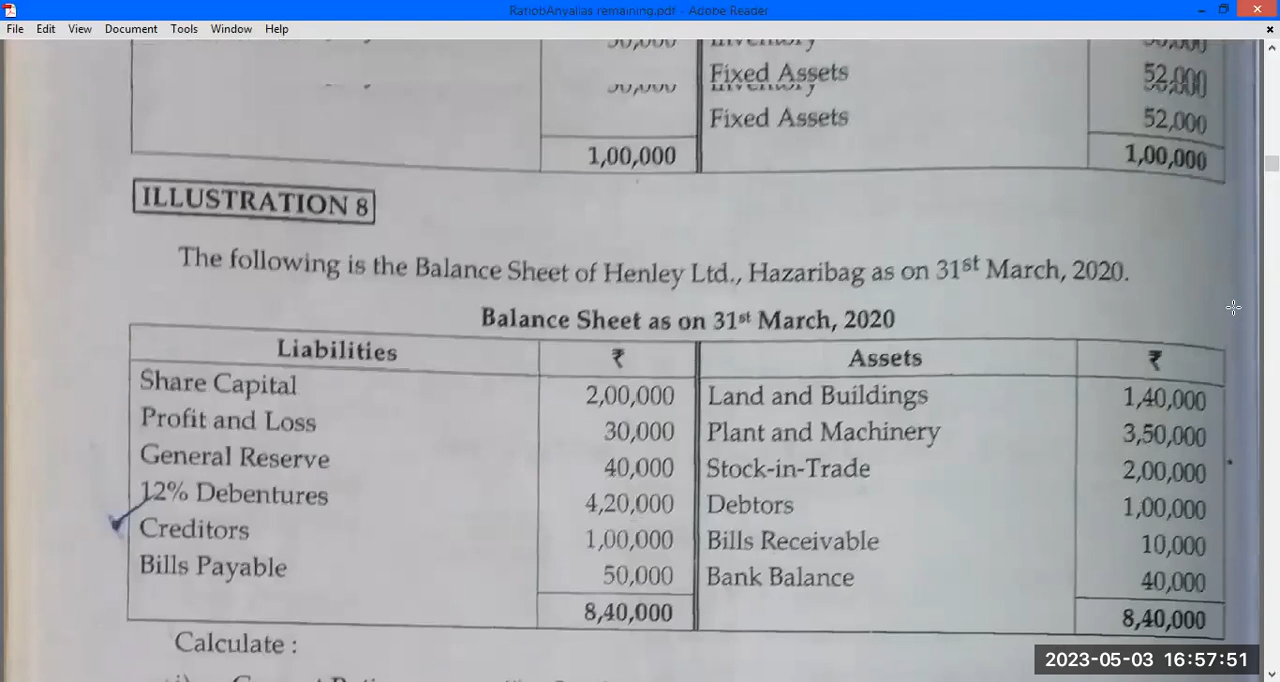 RatiobAnyallas remaining.pdf - Adobe Reader
File Edit View Document Tools Window Help
Fixed Assets 52,000
Fixed Assets 52,000
1,00,000 1,00,000
ILLUSTRATION 8
The following is the Balance Sheet of Henley Ltd., Hazaribag as on 31st March, 2020.
Balance Sheet as on 31st March, 2020
Liabilities ₹ Assets ₹
Share Capital 2,00,000 Land and Buildings 1,40,000
Profit and Loss 30,000 Plant and Machinery 3,50,000
General Reserve 40,000 Stock-in-Trade 2,00,000
12% Debentures 4,20,000 Debtors 1,00,000
Creditors 1,00,000 Bills Receivable 10,000
Bills Payable 50,000 Bank Balance 40,000
8,40,000 8,40,000
Calculate :
2023-05-03 16:57:51